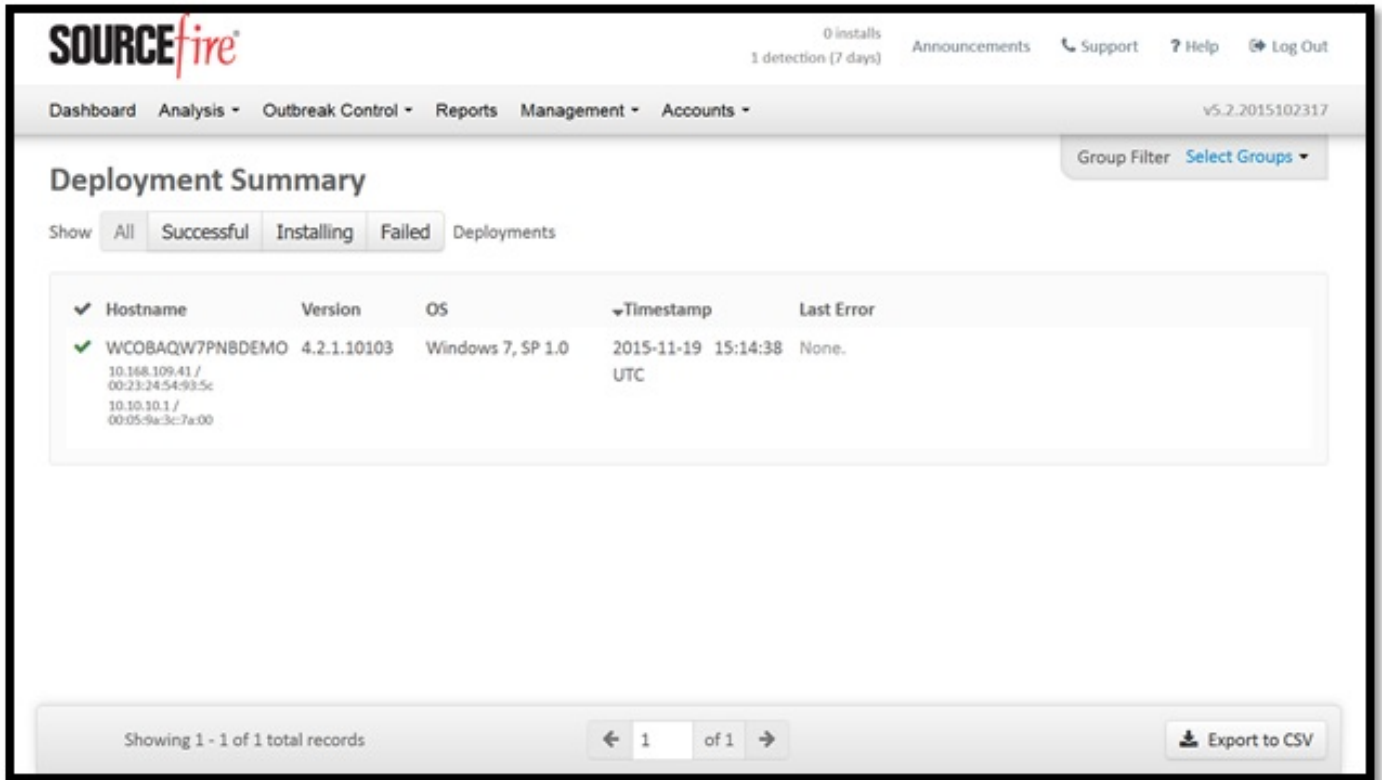 SOURCEfire
0 installs
1 detection (7 days)
Announcements Support ? Help Log Out
Dashboard Analysis Outbreak Control Reports Management Accounts v5.2.2015102317
Group Filter Select Groups
Deployment Summary
Show All Successful Installing Failed Deployments
Hostname Version OS Timestamp Last Error
WCOBAQW7PNBDEMO 4.2.1.10103 Windows 7, SP 1.0 2015-11-19 15:14:38 None.
UTC
10.168.109.41 /
00:23:24:54:93:5c
10.10.10.1 /
00:05:9a:3c:7a:00
Showing 1 - 1 of 1 total records 1 of 1 Export to CSV